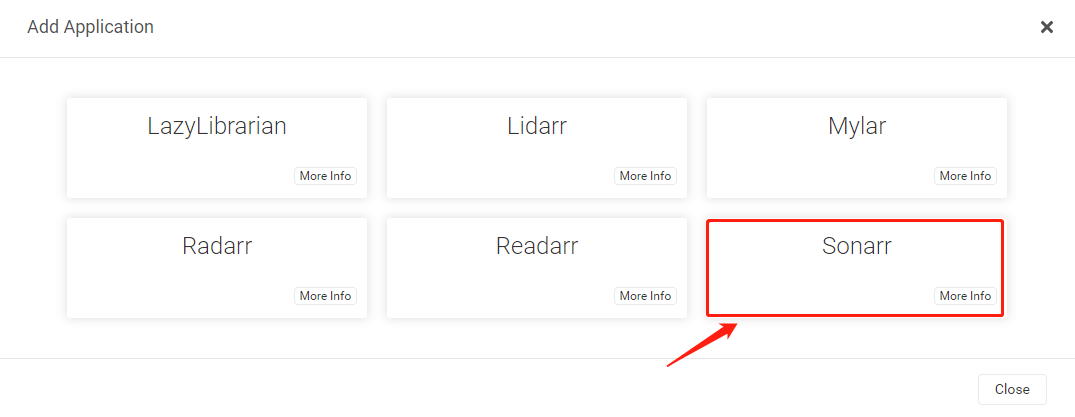 Add Application
LazyLibrarian
Lidarr
Mylar
More Info
More Info
More Info
Radarr
Readarr
Sonarr
More Info
More Info
More Info
Close